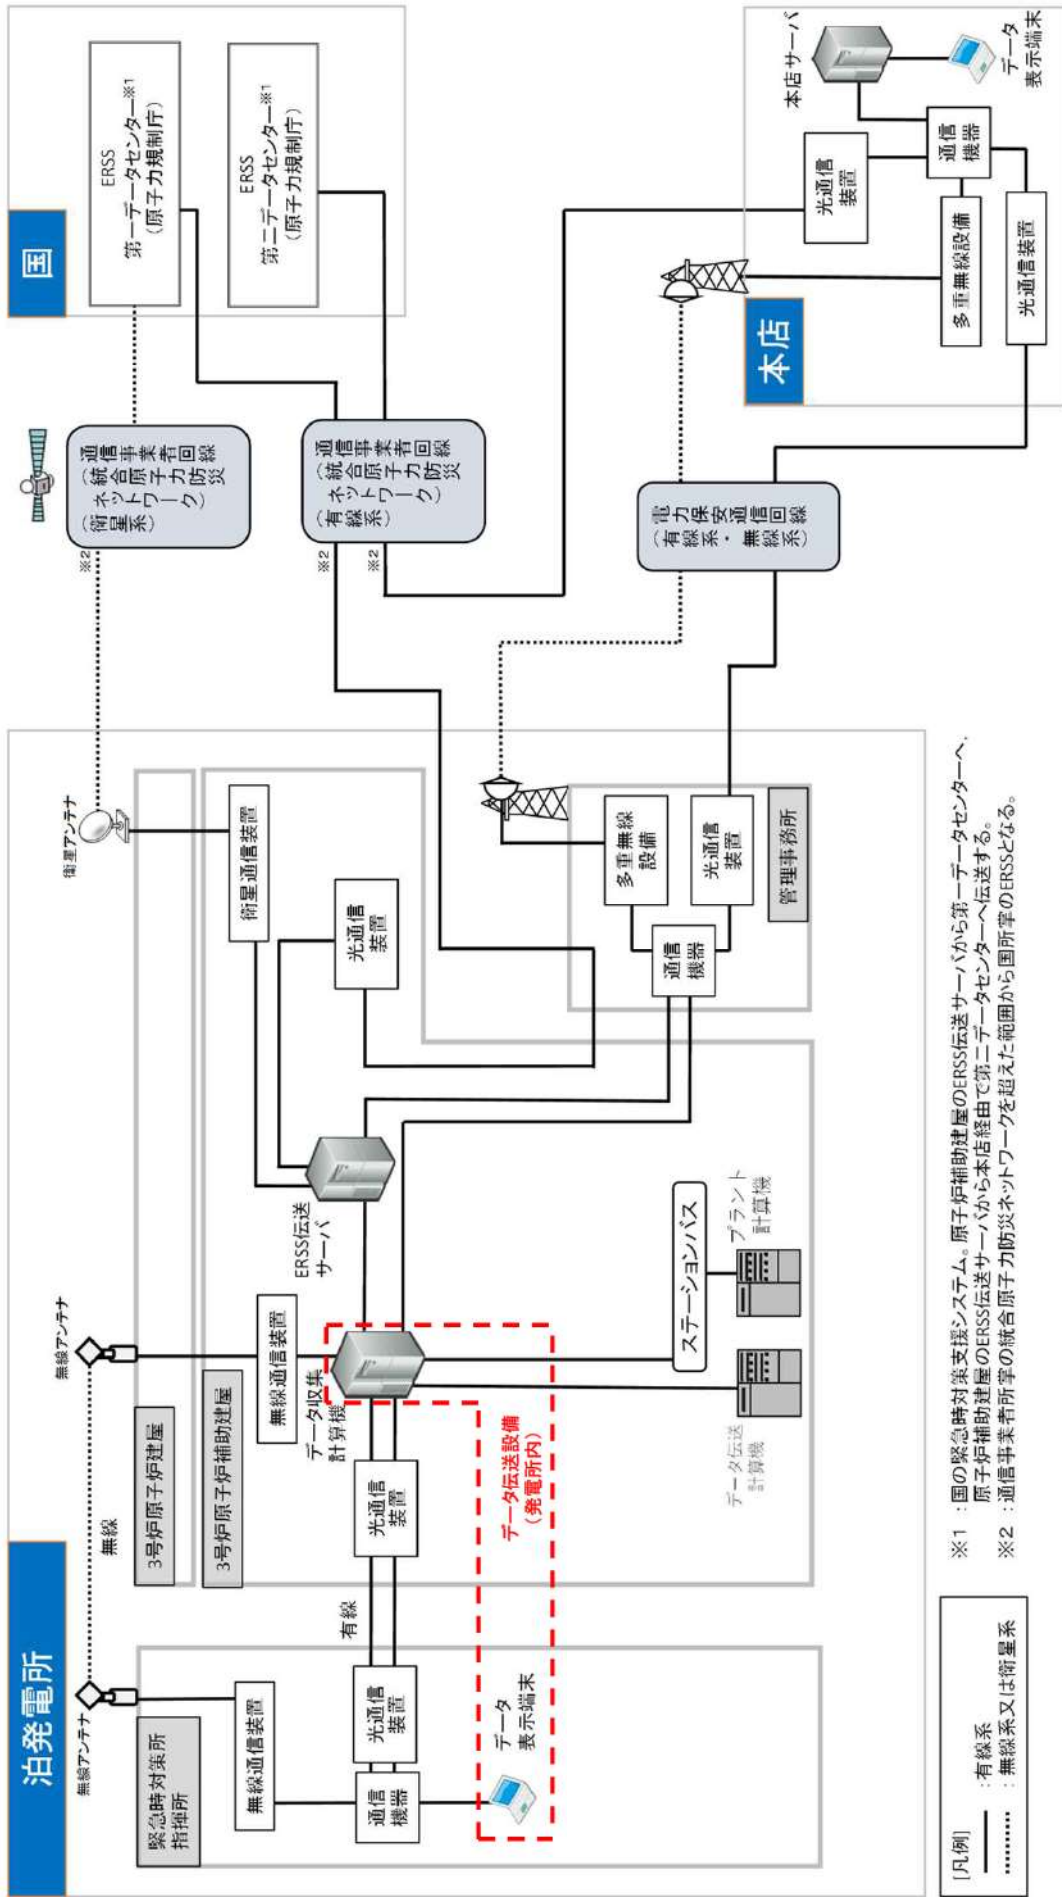 泊発電所
緊急時対策所
指揮所
無線アンテナ
無線通信装置
通信
機器
光通信
装置
データ
表示端末
無線
有線
3号炉原子炉建屋
3号炉原子炉補助建屋
無線アンテナ
無線通信装置
データ収集
計算機
光通信
装置
データ伝送設備
(発電所内)
データ伝送
計算機
プラント
計算機
ステーションバス
ERSS伝送
サーバ
衛星アンテナ
衛星通信装置
光通信
装置
通信
機器
多重無線
設備
光通信
装置
管理事務所
※2
通信事業者回線
(統合原子力防災
ネットワーク)
(衛星系)
※2
※2
通信事業者回線
(統合原子力防災
ネットワーク)
(有線系)
電力保安通信回線
(有線系・無線系)
国
ERSS
第一データセンター※1
(原子力規制庁)
ERSS
第二データセンター※1
(原子力規制庁)
本店
光通信
装置
多重無線設備
光通信装置
通信
機器
本店サーバ
データ
表示端末
[凡例]
:有線系
:無線系又は衛星系
※1 :国の緊急時対策支援システム。原子炉補助建屋のERSS伝送サーバから第一データセンターへ、
原子炉補助建屋のERSS伝送サーバから本店経由で第二データセンターへ伝送する。
※2 :通信事業者所掌の統合原子力防災ネットワークを超えた範囲から国所掌のERSSとなる。